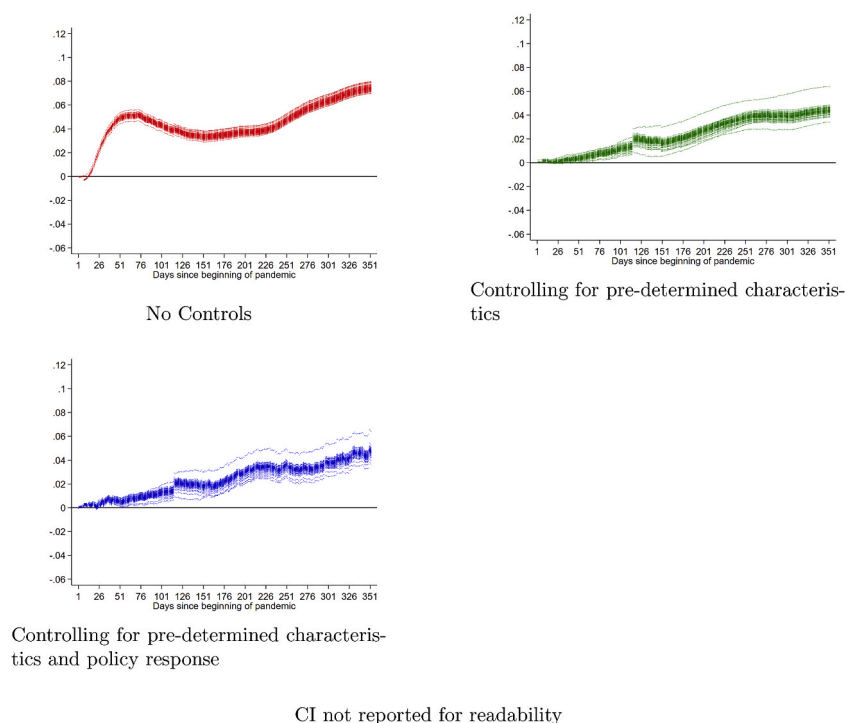 .12
.1
.08
.06
.04
.02
0
-.02
-.04
-.06
1 26 51 76 101 126 151 176 201 226 251 276 301 326 351
Days since beginning of pandemic
No Controls
.12
.1
.08
.06
.04
.02
0
-.02
-.04
-.06
1 26 51 76 101 126 151 176 201 226 251 276 301 326 351
Days since beginning of pandemic
Controlling for pre-determined characteris-
tics
.12
.1
.08
.06
.04
.02
0
-.02
-.04
-.06
1 26 51 76 101 126 151 176 201 226 251 276 301 326 351
Days since beginning of pandemic
Controlling for pre-determined characteris-
tics and policy response
CI not reported for readability